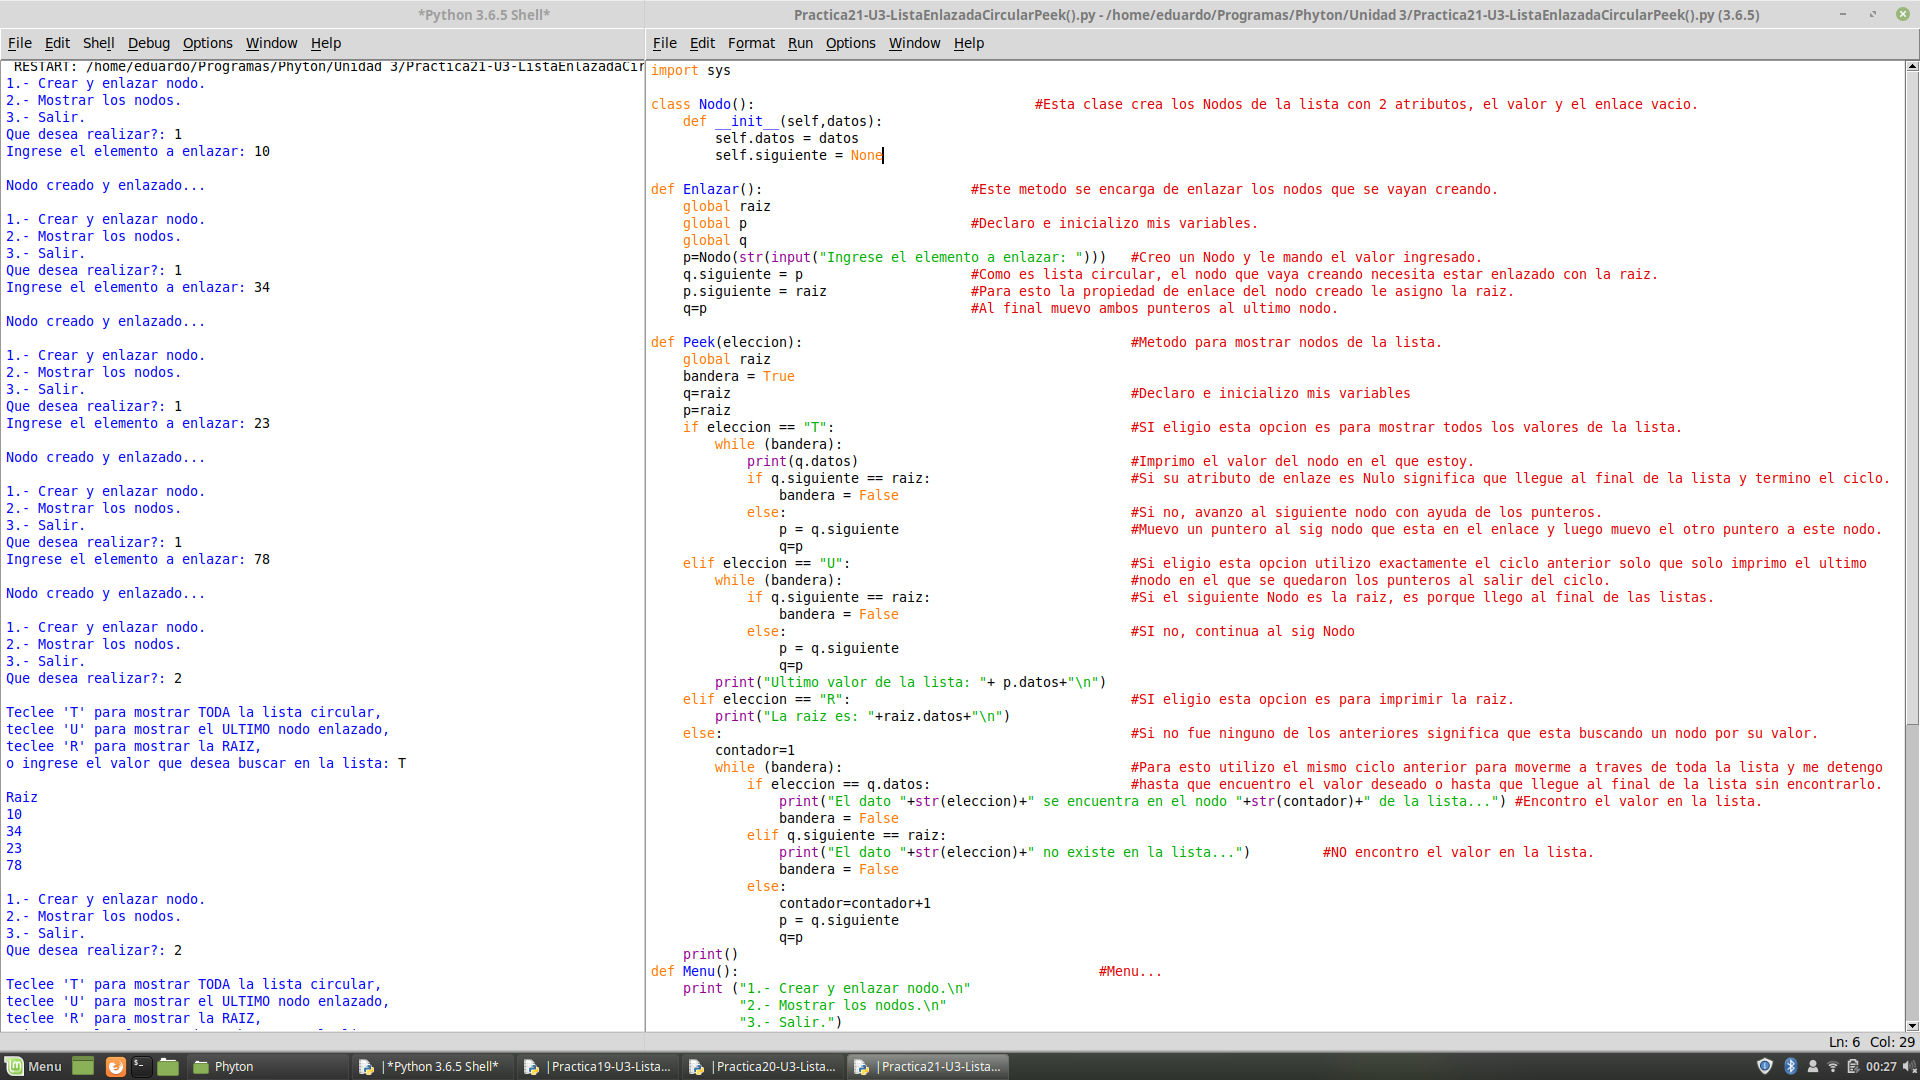 *Python 3.6.5 Shell*
File Edit Shell Debug Options Window Help
RESTART: /home/eduardo/Programas/Phyton/Unidad 3/Practica21-U3-ListaEnlazadaCir
1.- Crear y enlazar nodo.
2.- Mostrar los nodos.
3.- Salir.
Que desea realizar?: 1
Ingrese el elemento a enlazar: 10
Nodo creado y enlazado...
1.- Crear y enlazar nodo.
2.- Mostrar los nodos.
3.- Salir.
Que desea realizar?: 1
Ingrese el elemento a enlazar: 34
Nodo creado y enlazado...
1.- Crear y enlazar nodo.
2.- Mostrar los nodos.
3.- Salir.
Que desea realizar?: 1
Ingrese el elemento a enlazar: 23
Nodo creado y enlazado...
1.- Crear y enlazar nodo.
2.- Mostrar los nodos.
3.- Salir.
Que desea realizar?: 1
Ingrese el elemento a enlazar: 78
Nodo creado y enlazado...
1.- Crear y enlazar nodo.
2.- Mostrar los nodos.
3.- Salir.
Que desea realizar?: 2
Teclee 'T' para mostrar TODA la lista circular,
teclee 'U' para mostrar el ULTIMO nodo enlazado,
teclee 'R' para mostrar la RAIZ,
o ingrese el valor que desea buscar en la lista: T
Raiz
10
34
23
78
1.- Crear y enlazar nodo.
2.- Mostrar los nodos.
3.- Salir.
Que desea realizar?: 2
Teclee 'T' para mostrar TODA la lista circular,
teclee 'U' para mostrar el ULTIMO nodo enlazado,
teclee 'R' para mostrar la RAIZ,
Practica21-U3-ListaEnlazadaCircularPeek().py - /home/eduardo/Programas/Phyton/Unidad 3/Practica21-U3-ListaEnlazadaCircularPeek().py (3.6.5)
File Edit Format Run Options Window Help
import sys
class Nodo(): #Esta clase crea los Nodos de la lista con 2 atributos, el valor y el enlace vacio.
def __init__(self,datos):
self.datos = datos
self.siguiente = None
def Enlazar(): #Este metodo se encarga de enlazar los nodos que se vayan creando.
global raiz
global p #Declaro e inicializo mis variables.
global q
p=Nodo(str(input("Ingrese el elemento a enlazar: "))) #Creo un Nodo y le mando el valor ingresado.
q.siguiente = p #Como es lista circular, el nodo que vaya creando necesita estar enlazado con la raiz.
p.siguiente = raiz #Para esto la propiedad de enlace del nodo creado le asigno la raiz.
q=p #Al final muevo ambos punteros al ultimo nodo.
def Peek(eleccion): #Metodo para mostrar nodos de la lista.
global raiz
bandera = True
q=raiz #Declaro e inicializo mis variables
p=raiz
if eleccion == "T": #SI eligio esta opcion es para mostrar todos los valores de la lista.
while (bandera):
print(q.datos) #Imprimo el valor del nodo en el que estoy.
if q.siguiente == raiz: #Si su atributo de enlaze es Nulo significa que llegue al final de la lista y termino el ciclo.
bandera = False
else: #Si no, avanzo al siguiente nodo con ayuda de los punteros.
p = q.siguiente #Muevo un puntero al sig nodo que esta en el enlace y luego muevo el otro puntero a este nodo.
q=p
elif eleccion == "U": #Si eligio esta opcion utilizo exactamente el ciclo anterior solo que solo imprimo el ultimo
while (bandera): #nodo en el que se quedaron los punteros al salir del ciclo.
if q.siguiente == raiz: #Si el siguiente Nodo es la raiz, es porque llego al final de las listas.
bandera = False
else: #SI no, continua al sig Nodo
p = q.siguiente
q=p
print("Ultimo valor de la lista: "+ p.datos+"\n")
elif eleccion == "R": #SI eligio esta opcion es para imprimir la raiz.
print("La raiz es: "+raiz.datos+"\n")
else: #Si no fue ninguno de los anteriores significa que esta buscando un nodo por su valor.
contador=1
while (bandera): #Para esto utilizo el mismo ciclo anterior para moverme a traves de toda la lista y me detengo
if eleccion == q.datos: #hasta que encuentro el valor deseado o hasta que llegue al final de la lista sin encontrarlo.
print("El dato "+str(eleccion)+" se encuentra en el nodo "+str(contador)+" de la lista...") #Encontro el valor en la lista.
bandera = False
elif q.siguiente == raiz:
print("El dato "+str(eleccion)+" no existe en la lista...") #NO encontro el valor en la lista.
bandera = False
else:
contador=contador+1
p = q.siguiente
q=p
print()
def Menu(): #Menu...
print ("1.- Crear y enlazar nodo.\n"
"2.- Mostrar los nodos.\n"
"3.- Salir.")
Ln: 6 Col: 29
Menu Phyton |*Python 3.6.5 Shell* |Practica19-U3-Lista... |Practica20-U3-Lista... |Practica21-U3-Lista... 00:27